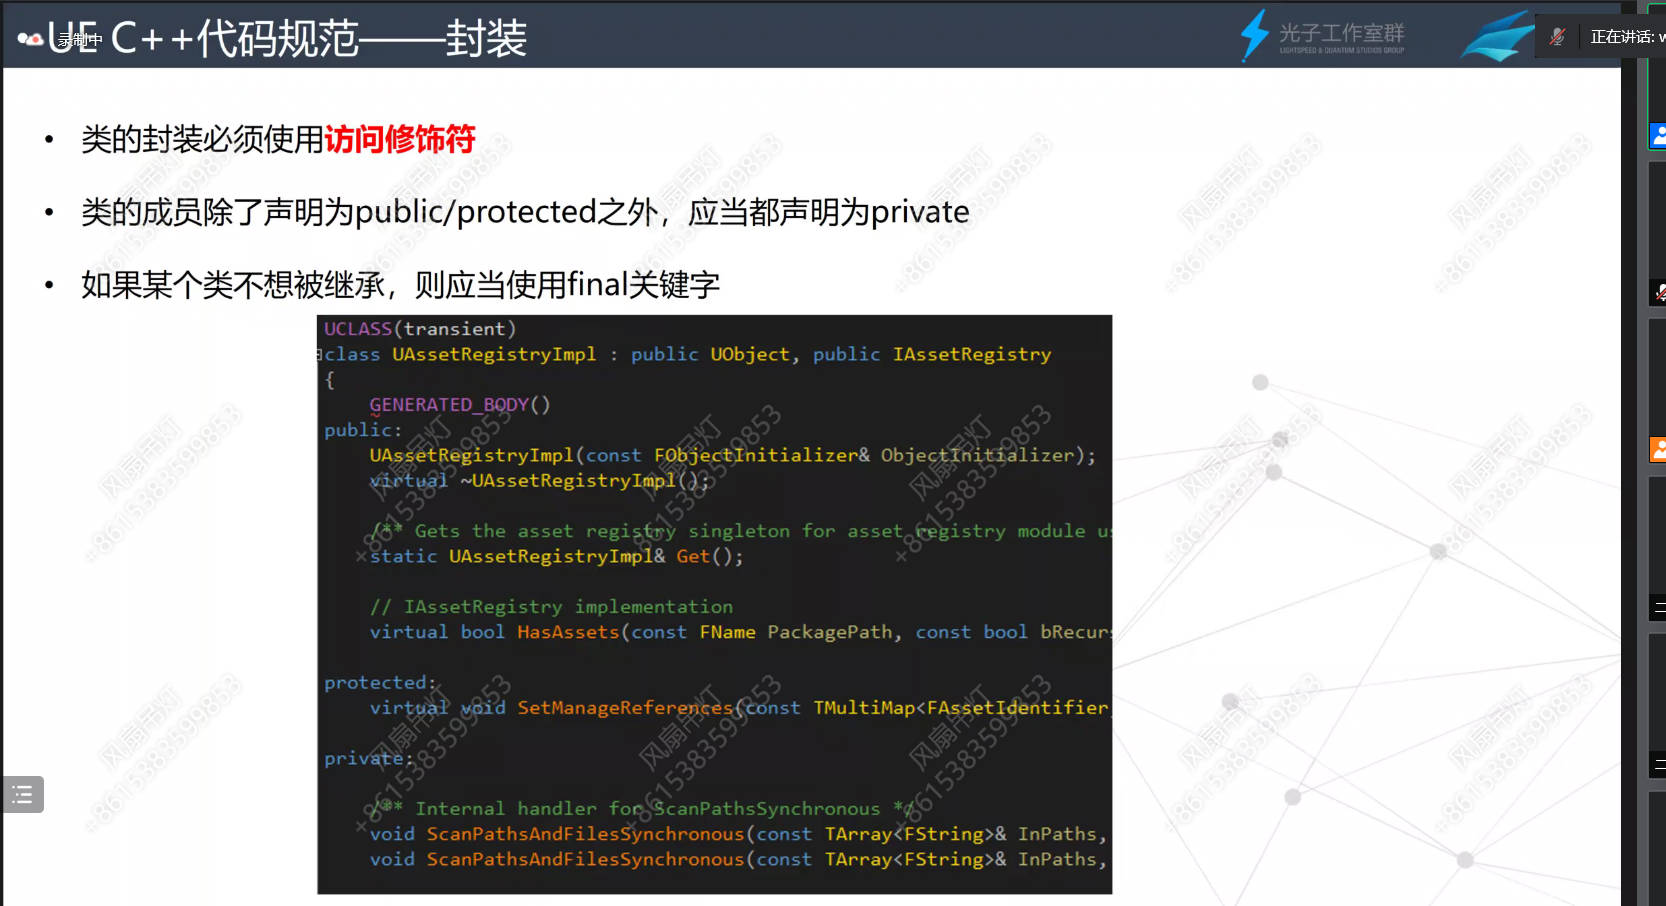 UE C++代码规范——封装
录制中
光子工作室群
LIGHTSPEED & QUANTUM STUDIOS GROUP
正在讲话: w
• 类的封装必须使用访问修饰符
• 类的成员除了声明为public/protected之外，应当都声明为private
• 如果某个类不想被继承，则应当使用final关键字
UCLASS(transient)
class UAssetRegistryImpl : public UObject, public IAssetRegistry
{
GENERATED_BODY()
public:
UAssetRegistryImpl(const FObjectInitializer& ObjectInitializer);
virtual ~UAssetRegistryImpl();
/** Gets the asset registry singleton for asset registry module us
static UAssetRegistryImpl& Get();
// IAssetRegistry implementation
virtual bool HasAssets(const FName PackagePath, const bool bRecurs
protected:
virtual void SetManageReferences(const TMultiMap<FAssetIdentifier,
private:
/** Internal handler for ScanPathsSynchronous */
void ScanPathsAndFilesSynchronous(const TArray<FString>& InPaths,
void ScanPathsAndFilesSynchronous(const TArray<FString>& InPaths,
风扇吊灯
+8615383599853